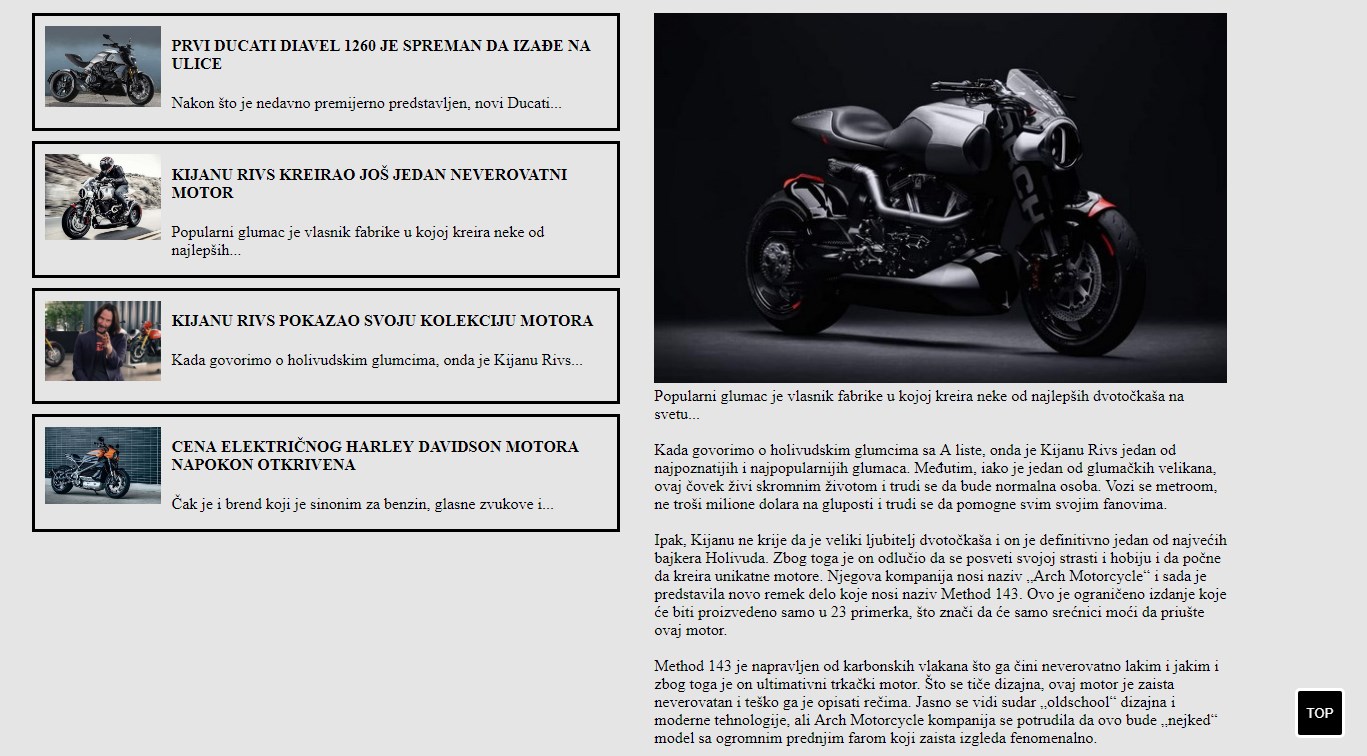 PRVI DUCATI DIAVEL 1260 JE SPREMAN DA IZAĐE NA
ULICE
Nakon što je nedavno premijerno predstavljen, novi Ducati...
KIJANU RIVS KREIRAO JOŠ JEDAN NEVEROVATNI
MOTOR
Popularni glumac je vlasnik fabrike u kojoj kreira neke od
najlepših...
KIJANU RIVS POKAZAO SVOJU KOLEKCIJU MOTORA
Kada govorimo o holivudskim glumcima, onda je Kijanu Rivs...
CENA ELEKTRIČNOG HARLEY DAVIDSON MOTORA
NAPOKON OTKRIVENA
Čak je i brend koji je sinonim za benzin, glasne zvukove i...
Popularni glumac je vlasnik fabrike u kojoj kreira neke od najlepših dvotočkaša na
svetu...
Kada govorimo o holivudskim glumcima sa A liste, onda je Kijanu Rivs jedan od
najpoznatijih i najpopularnijih glumaca. Međutim, iako je jedan od glumačkih velikana,
ovaj čovek živi skromnim životom i trudi se da bude normalna osoba. Vozi se metroom,
ne troši milione dolara na gluposti i trudi se da pomogne svim svojim fanovima.
Ipak, Kijanu ne krije da je veliki ljubitelj dvotočkaša i on je definitivno jedan od najvećih
bajkera Holivuda. Zbog toga je on odlučio da se posveti svojoj strasti i hobiju i da počne
da kreira unikatne motore. Njegova kompanija nosi naziv „Arch Motorcycle“ i sada je
predstavila novo remek delo koje nosi naziv Method 143. Ovo je ograničeno izdanje koje
će biti proizvedeno samo u 23 primerka, što znači da će samo srećnici moći da priušte
ovaj motor.
Method 143 je napravljen od karbonskih vlakana što ga čini neverovatno lakim i jakim i
zbog toga je on ultimativni trkački motor. Što se tiče dizajna, ovaj motor je zaista
neverovatan i teško ga je opisati rečima. Jasno se vidi sudar „oldschool“ dizajna i
moderne tehnologije, ali Arch Motorcycle kompanija se potrudila da ovo bude „nejked“
model sa ogromnim prednjim farom koji zaista izgleda fenomenalno.
TOP